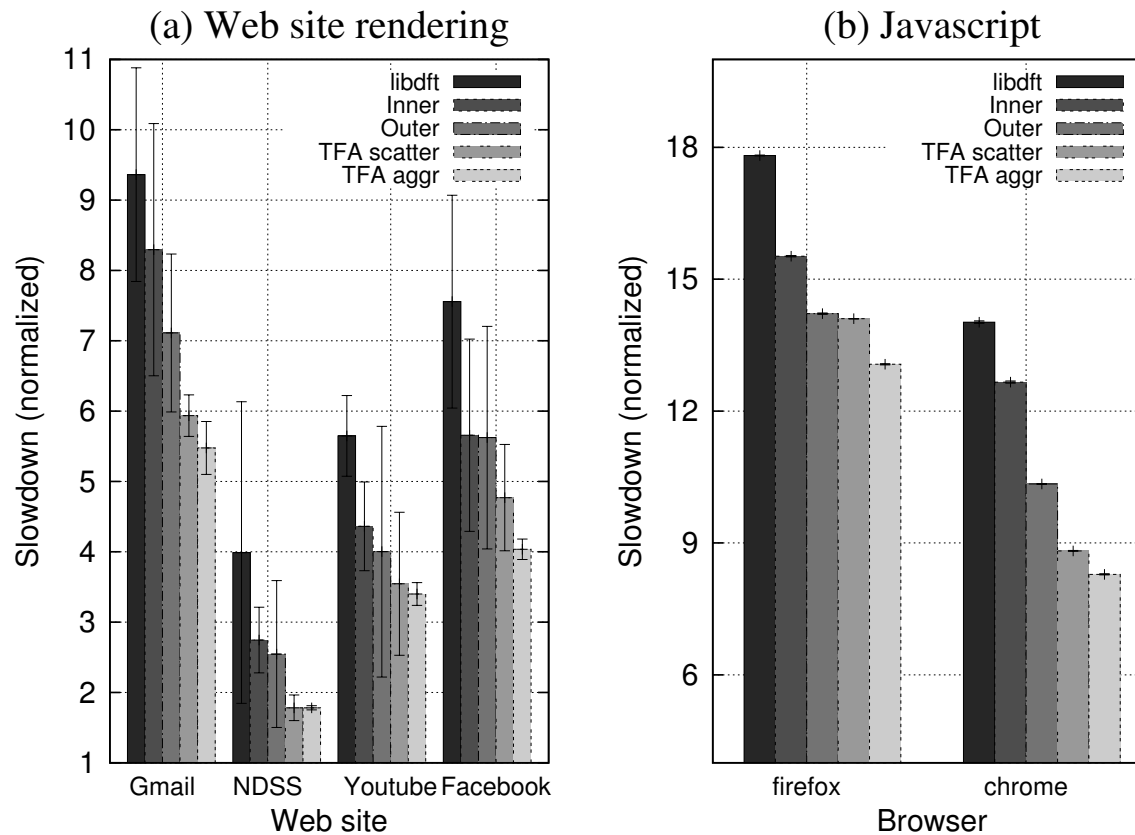 (a) Web site rendering
11
10
9
8
7
6
5
4
3
2
1
Slowdown (normalized)
libdft
Inner
Outer
TFA scatter
TFA aggr
Gmail NDSS Youtube Facebook
Web site
(b) Javascript
18
15
12
9
6
Slowdown (normalized)
libdft
Inner
Outer
TFA scatter
TFA aggr
firefox chrome
Browser